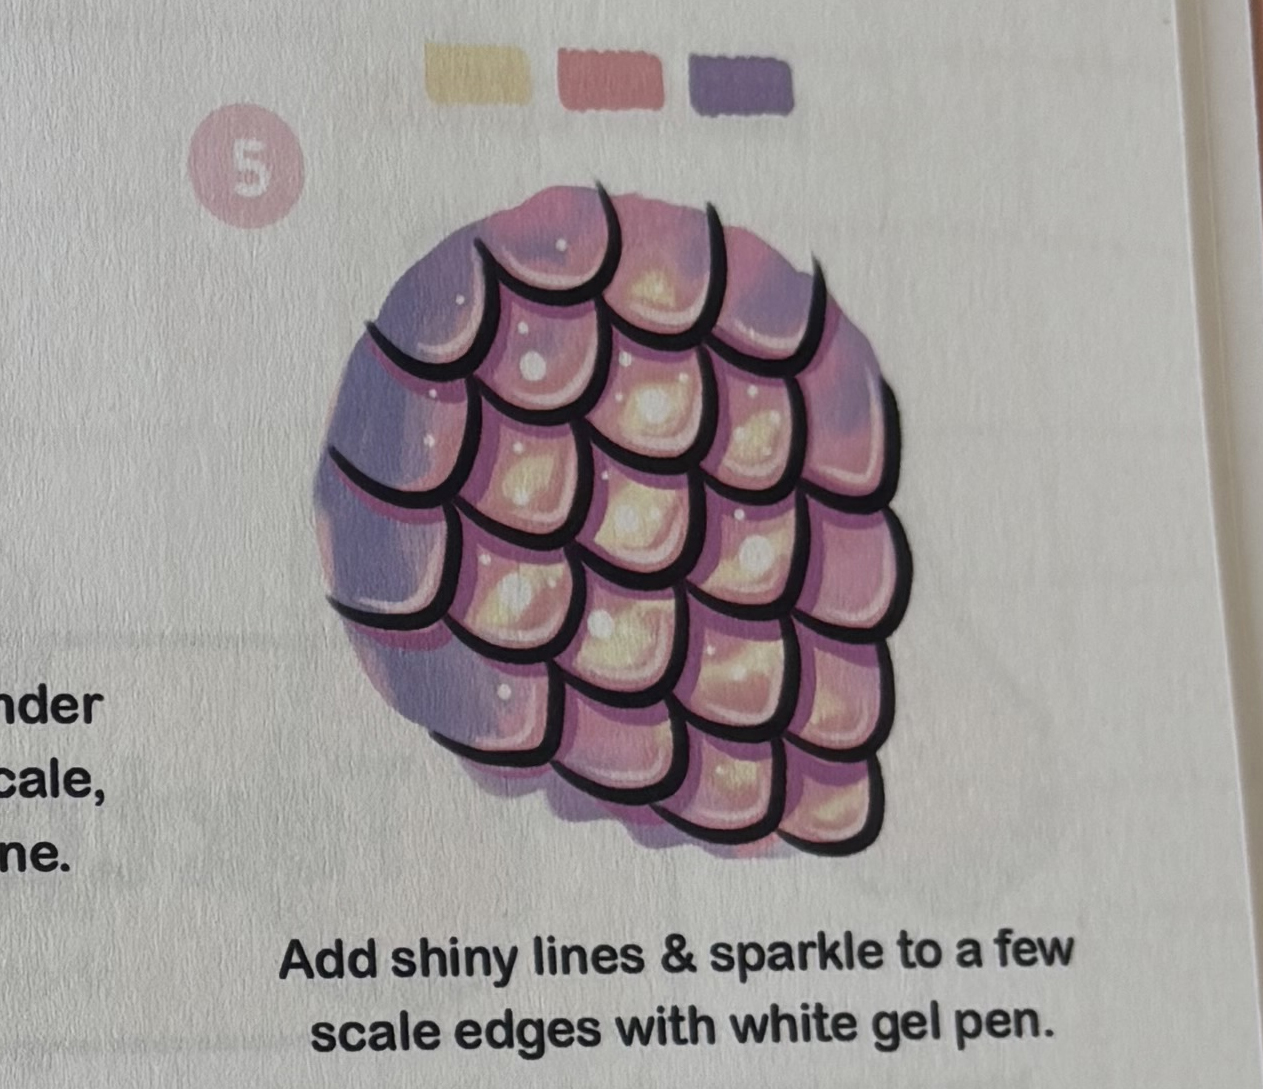 5
nder
cale,
ne.
Add shiny lines & sparkle to a few
scale edges with white gel pen.